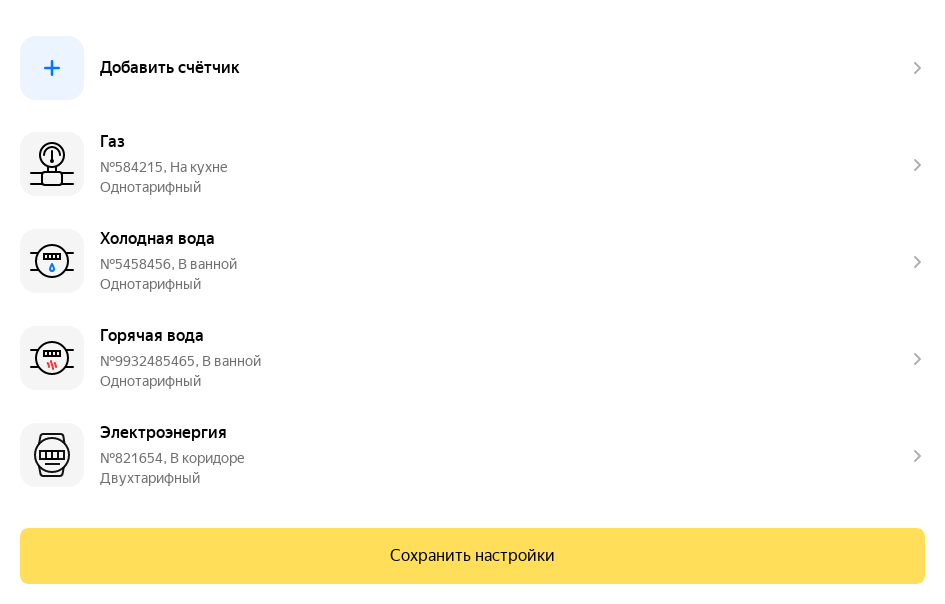 Добавить счётчик
Газ
№584215, На кухне
Однотарифный
Холодная вода
№5458456, В ванной
Однотарифный
Горячая вода
№9932485465, В ванной
Однотарифный
Электроэнергия
№821654, В коридоре
Двухтарифный
Сохранить настройки